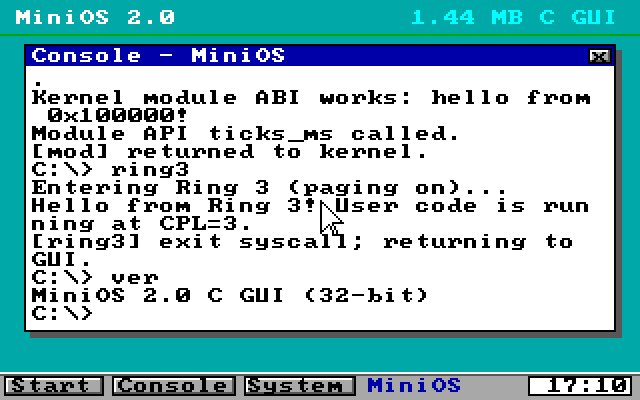 MiniOS 2.0
1.44 MB C GUI
Console - MiniOS
.
Kernel module ABI works: hello from
0x100000!
Module API ticks_ms called.
[mod] returned to kernel.
C:\> ring3
Entering Ring 3 (paging on)...
Hello from Ring 3! User code is run
ning at CPL=3.
[ring3] exit syscall; returning to
GUI.
C:\> ver
MiniOS 2.0 C GUI (32-bit)
C:\>
Start Console System MiniOS 17:10